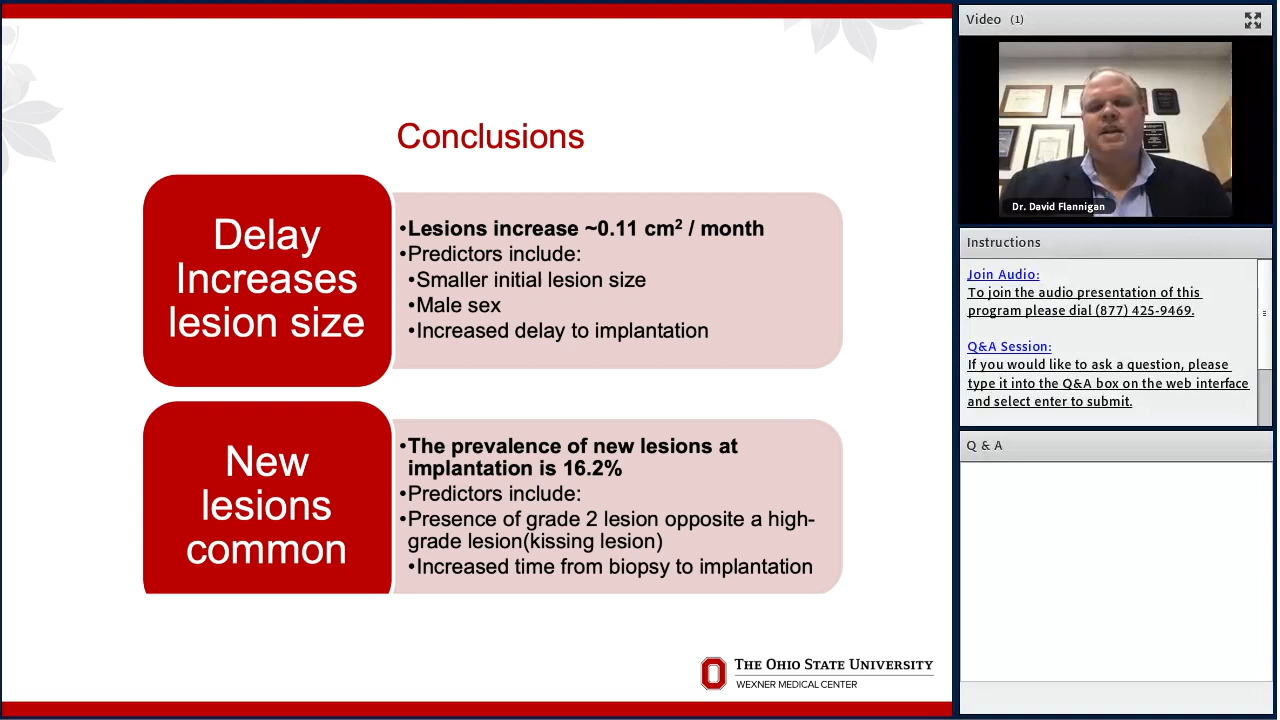 Conclusions
Delay
Increases
lesion size
•Lesions increase ~0.11 cm² / month
•Predictors include:
•Smaller initial lesion size
•Male sex
•Increased delay to implantation
New
lesions
common
•The prevalence of new lesions at
implantation is 16.2%
•Predictors include:
•Presence of grade 2 lesion opposite a high-
grade lesion(kissing lesion)
•Increased time from biopsy to implantation
THE OHIO STATE UNIVERSITY
WEXNER MEDICAL CENTER
Video (1)
Dr. David Flannigan
Instructions
Join Audio:
To join the audio presentation of this
program please dial (877) 425-9469.
Q&A Session:
If you would like to ask a question, please
type it into the Q&A box on the web interface
and select enter to submit.
Q & A